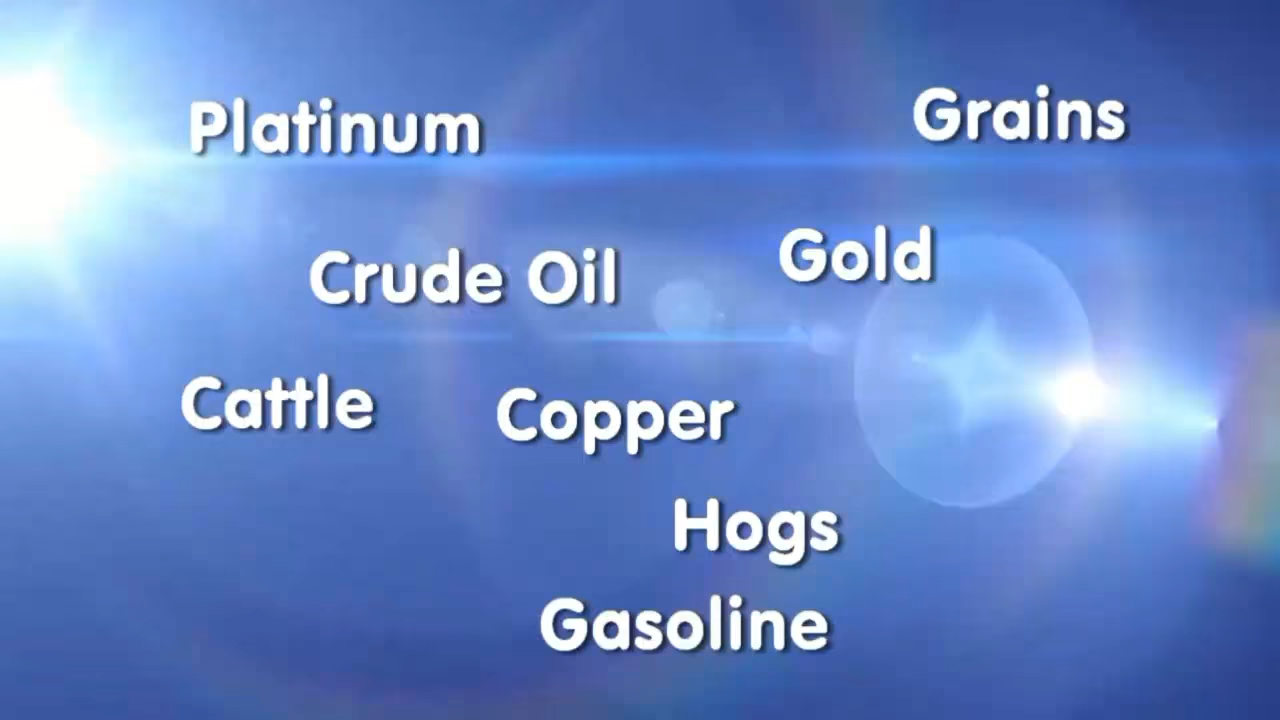 Platinum
Grains
Crude Oil
Gold
Cattle
Copper
Hogs
Gasoline